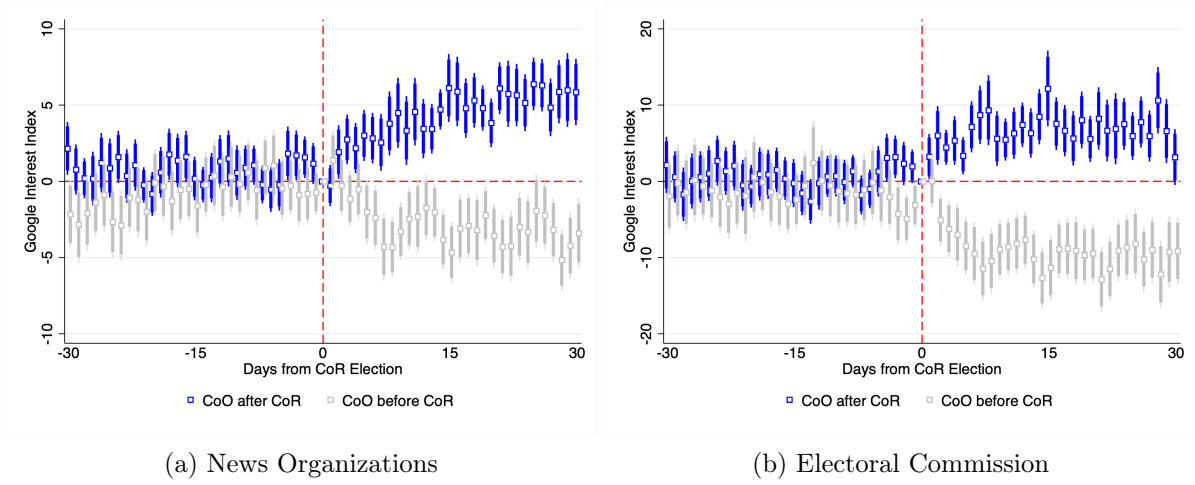 10
5
0
-5
-10
Google Interest Index
-30
-15
0
15
30
Days from CoR Election
CoO after CoR
CoO before CoR
(a) News Organizations
20
10
0
-10
-20
Google Interest Index
-30
-15
0
15
30
Days from CoR Election
CoO after CoR
CoO before CoR
(b) Electoral Commission